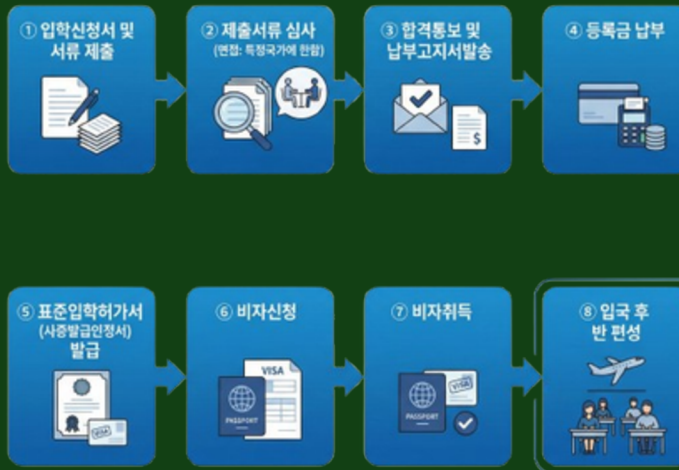 ① 입학신청서 및
서류 제출
② 제출서류 심사
(면접: 특정국가에 한함)
③ 합격통보 및
납부고지서발송
$
④ 등록금 납부
⑤ 표준입학허가서
(사증발급인정서)
발급
VISA
⑥ 비자신청
VISA
PASSPORT
⑦ 비자취득
VISA
PASSPORT
⑧ 입국 후
반 편성